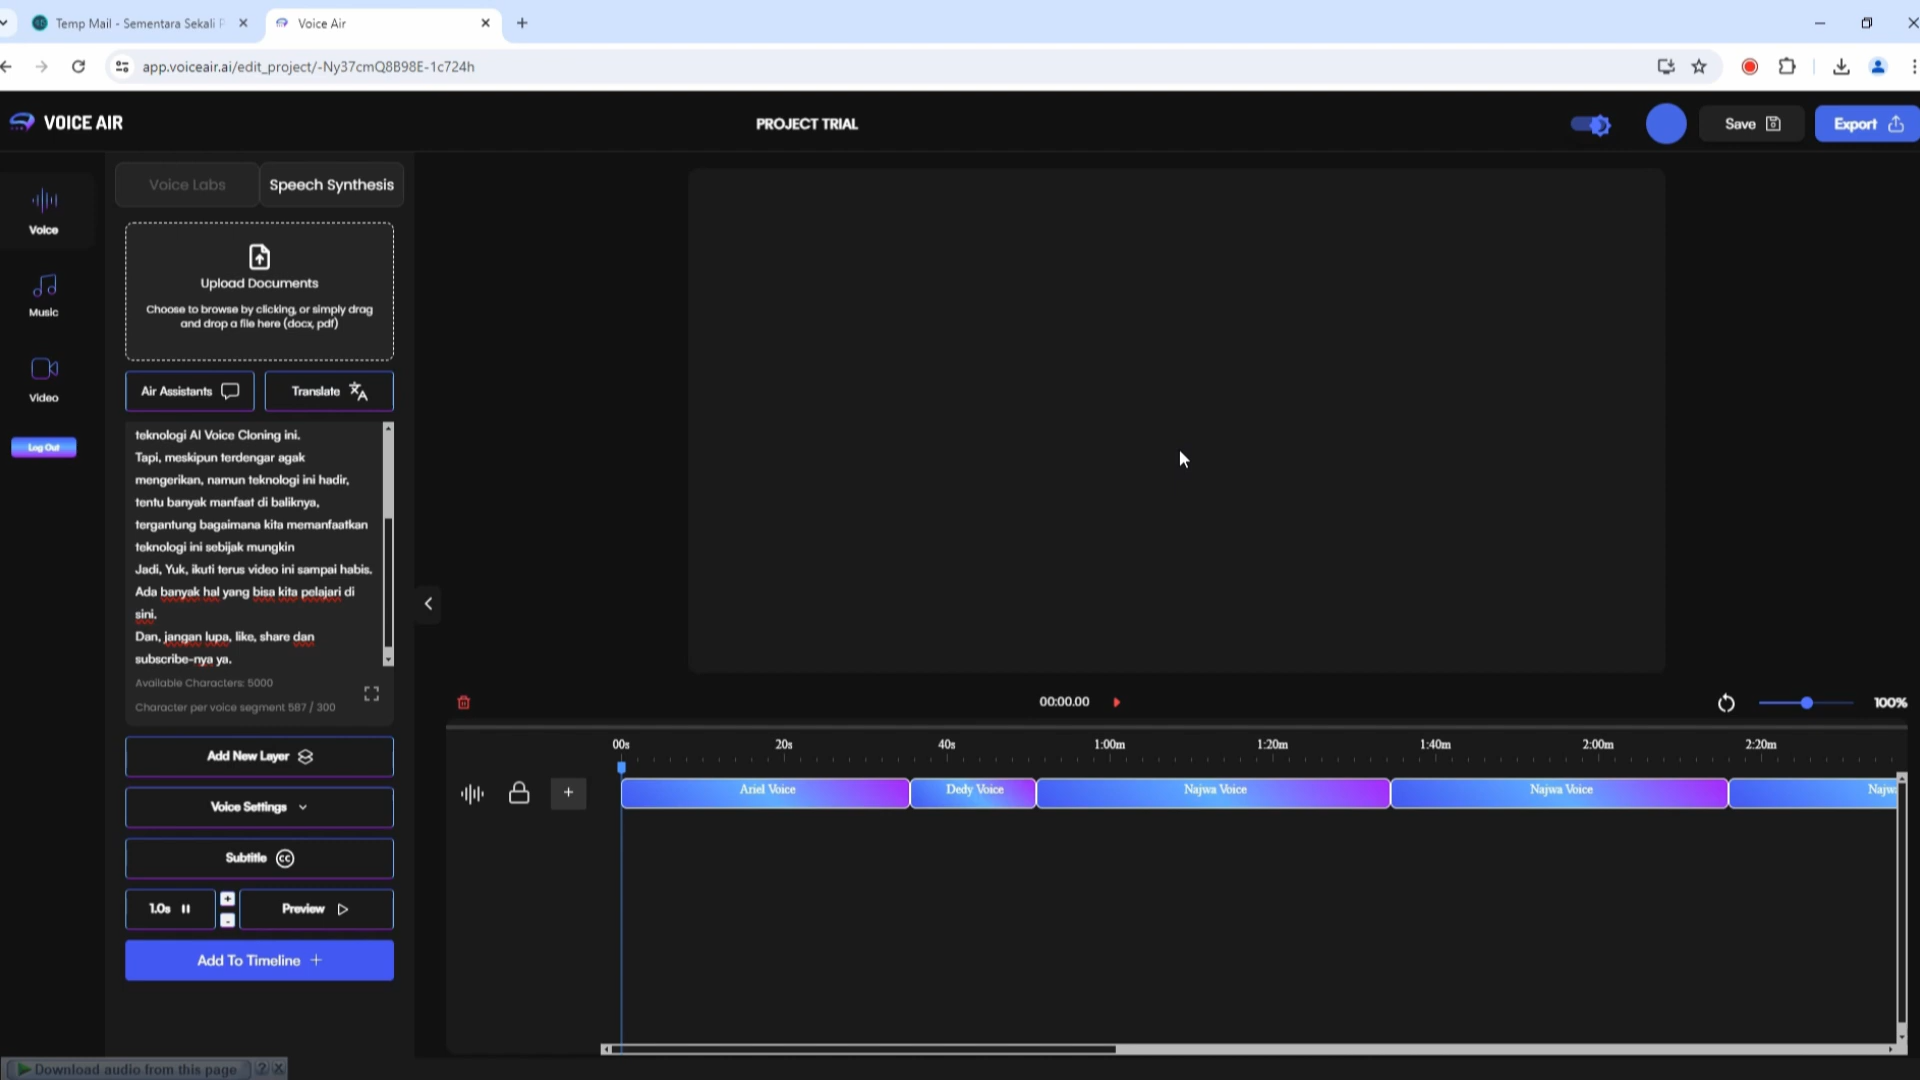 Temp Mail - Sementara Sekali
Voice Air
app.voiceair.ai/edit_project/-Ny37cmQ8B98E-1c724h
VOICE AIR
PROJECT TRIAL
Save
Export
Voice
Music
Video
Log Out
Voice Labs
Speech Synthesis
Upload Documents
Choose to browse by clicking, or simply drag
and drop a file here (docx, pdf)
Air Assistants
Translate
teknologi AI Voice Cloning ini.
Tapi, meskipun terdengar agak
mengerikan, namun teknologi ini hadir,
tentu banyak manfaat di baliknya,
tergantung bagaimana kita memanfaatkan
teknologi ini sebijak mungkin
Jadi, Yuk, ikuti terus video ini sampai habis.
Ada banyak hal yang bisa kita pelajari di
sini.
Dan, jangan lupa, like, share dan
subscribe-nya ya.
Available Characters: 5000
Character per voice segment 587 / 300
Add New Layer
Voice Settings
Subtitle
1.0s
+
-
Preview
Add To Timeline +
00:00.00
100%
00s 20s 40s 1:00m 1:20m 1:40m 2:00m 2:20m
Ariel Voice
Dedy Voice
Najwa Voice
Najwa Voice
Najwa
Download audio from this page
? X